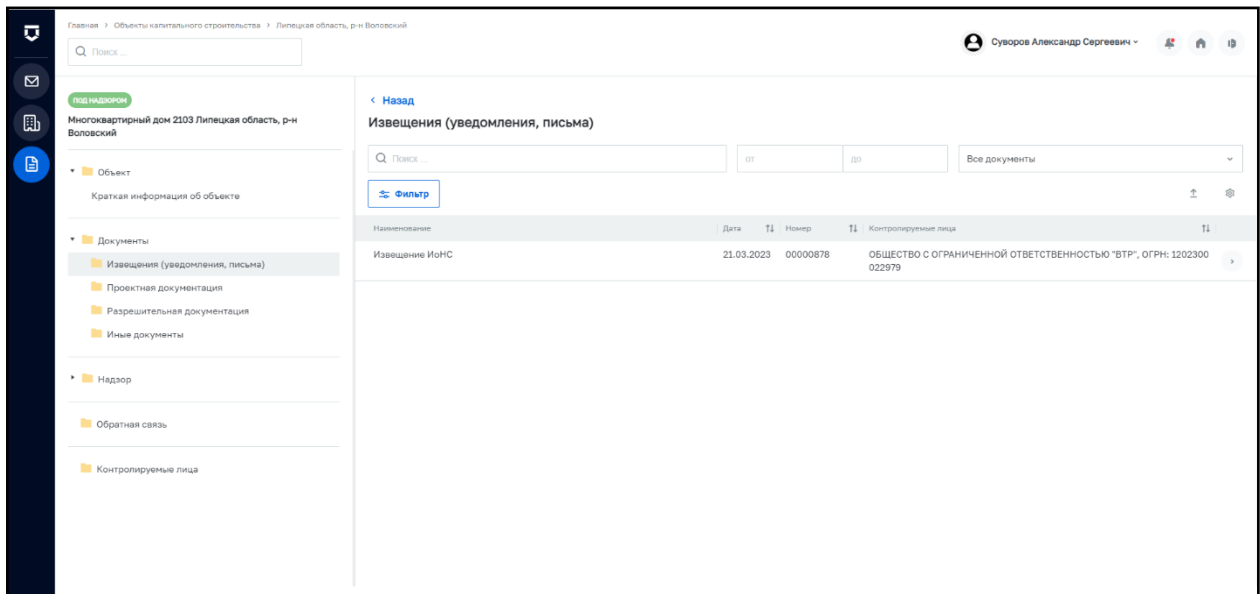 Главная > Объекты капитального строительства > Липецкая область, р-н Воловский
Поиск ...
Суворов Александр Сергеевич
ПОД НАДЗОРОМ
Многоквартирный дом 2103 Липецкая область, р-н
Воловский
Объект
Краткая информация об объекте
Документы
Извещения (уведомления, письма)
Проектная документация
Разрешительная документация
Иные документы
Надзор
Обратная связь
Контролируемые лица
Назад
Извещения (уведомления, письма)
Поиск ...
от
до
Все документы
Фильтр
Наименование
Дата
Номер
Контролируемые лица
Извещение ИоНС
21.03.2023
00000878
ОБЩЕСТВО С ОГРАНИЧЕННОЙ ОТВЕТСТВЕННОСТЬЮ "ВТР", ОГРН: 1202300
022979